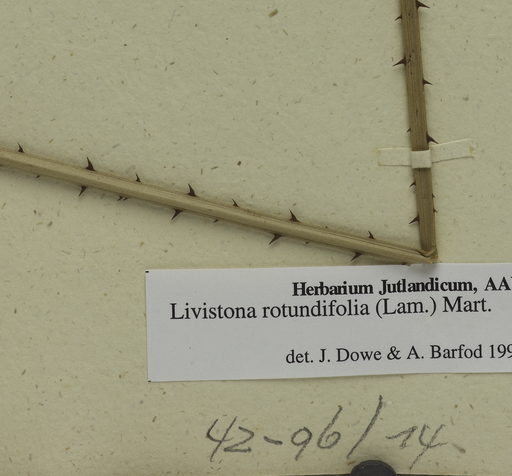 Herbarium Jutlandicum, AA
Livistona rotundifolia (Lam.) Mart.
det. J. Dowe & A. Barfod 199
42-96/14